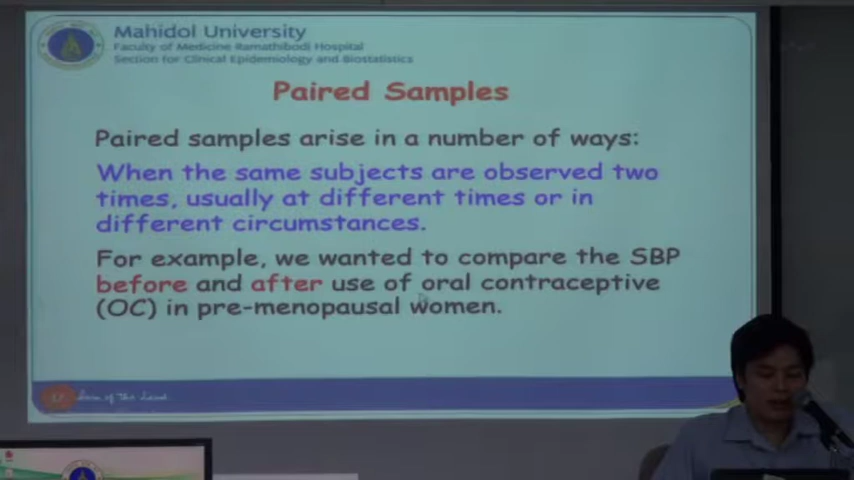 Mahidol University
Faculty of Medicine Ramathibodi Hospital
Section for Clinical Epidemiology and Biostatistics
Paired Samples
Paired samples arise in a number of ways:
When the same subjects are observed two
times, usually at different times or in
different circumstances.
For example, we wanted to compare the SBP
before and after use of oral contraceptive
(OC) in pre-menopausal women.
of the Land